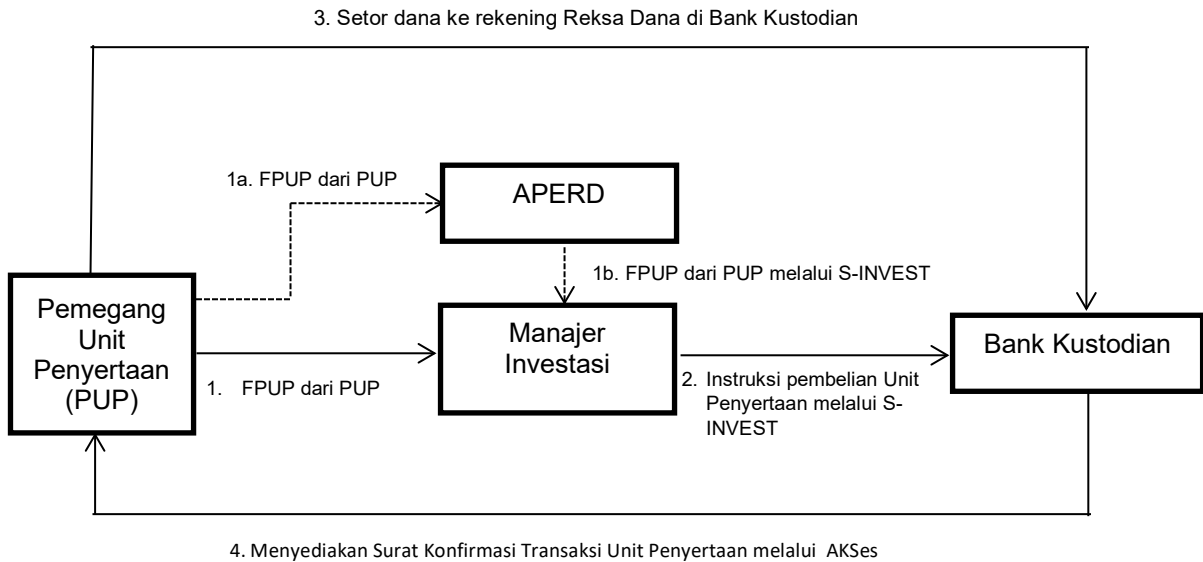 3. Setor dana ke rekening Reksa Dana di Bank Kustodian
1a. FPUP dari PUP
APERD
1b. FPUP dari PUP melalui S-INVEST
Pemegang
Unit
Penyertaan
(PUP)
1. FPUP dari PUP
Manajer
Investasi
2. Instruksi pembelian Unit
Penyertaan melalui S-
INVEST
Bank Kustodian
4. Menyediakan Surat Konfirmasi Transaksi Unit Penyertaan melalui AKSes